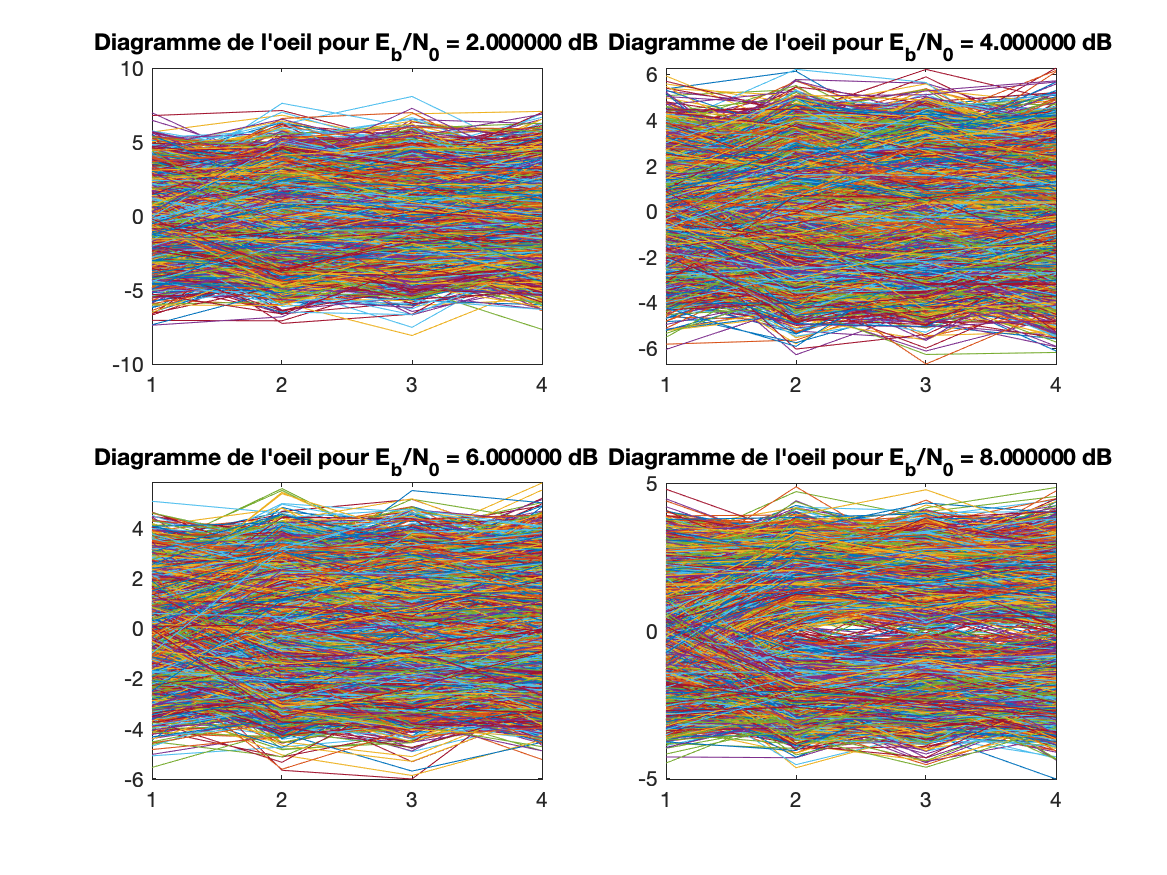 Diagramme de l'oeil pour E_b/N_0 = 2.000000 dB
10
5
0
-5
-10
1 2 3 4
Diagramme de l'oeil pour E_b/N_0 = 4.000000 dB
6
4
2
0
-2
-4
-6
1 2 3 4
Diagramme de l'oeil pour E_b/N_0 = 6.000000 dB
4
2
0
-2
-4
-6
1 2 3 4
Diagramme de l'oeil pour E_b/N_0 = 8.000000 dB
5
0
-5
1 2 3 4